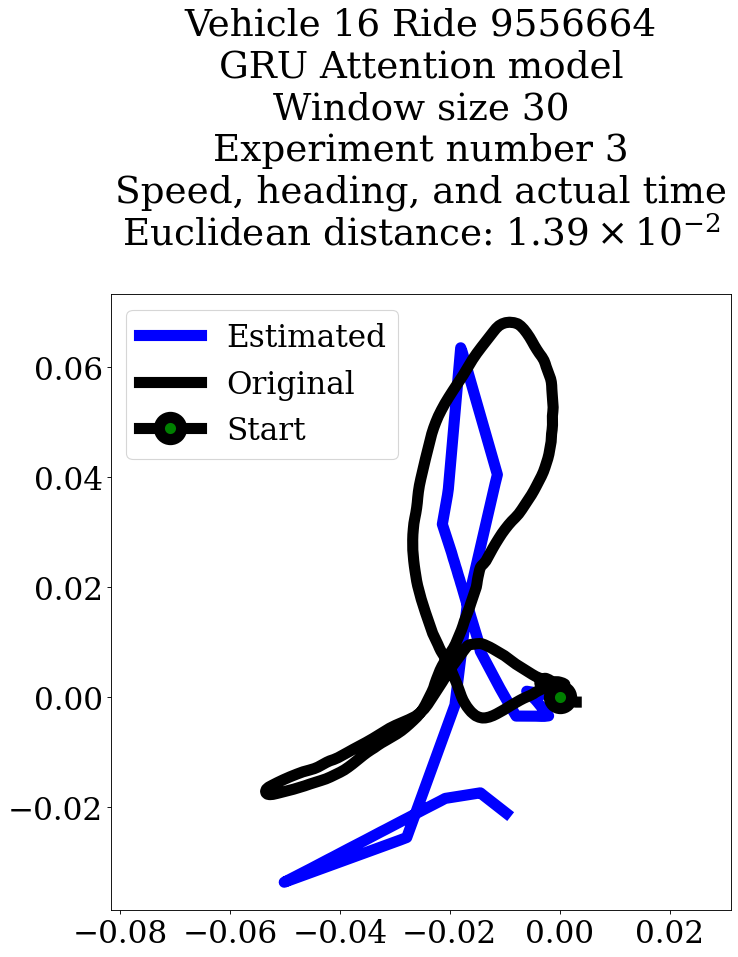 Vehicle 16 Ride 9556664
GRU Attention model
Window size 30
Experiment number 3
Speed, heading, and actual time
Euclidean distance: 1.39 × 10⁻²
Estimated
Original
Start
0.06
0.04
0.02
0.00
−0.02
−0.08 −0.06 −0.04 −0.02 0.00 0.02